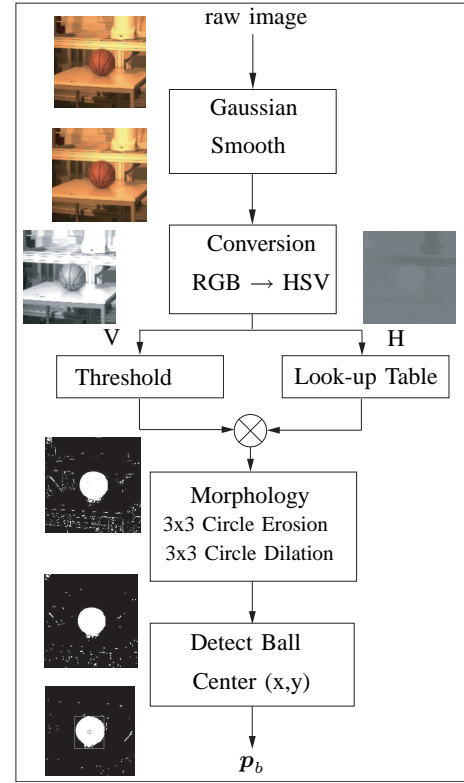 raw image
Gaussian
Smooth
Conversion
RGB → HSV
V
H
Threshold
Look-up Table
Morphology
3x3 Circle Erosion
3x3 Circle Dilation
Detect Ball
Center (x,y)
p_b